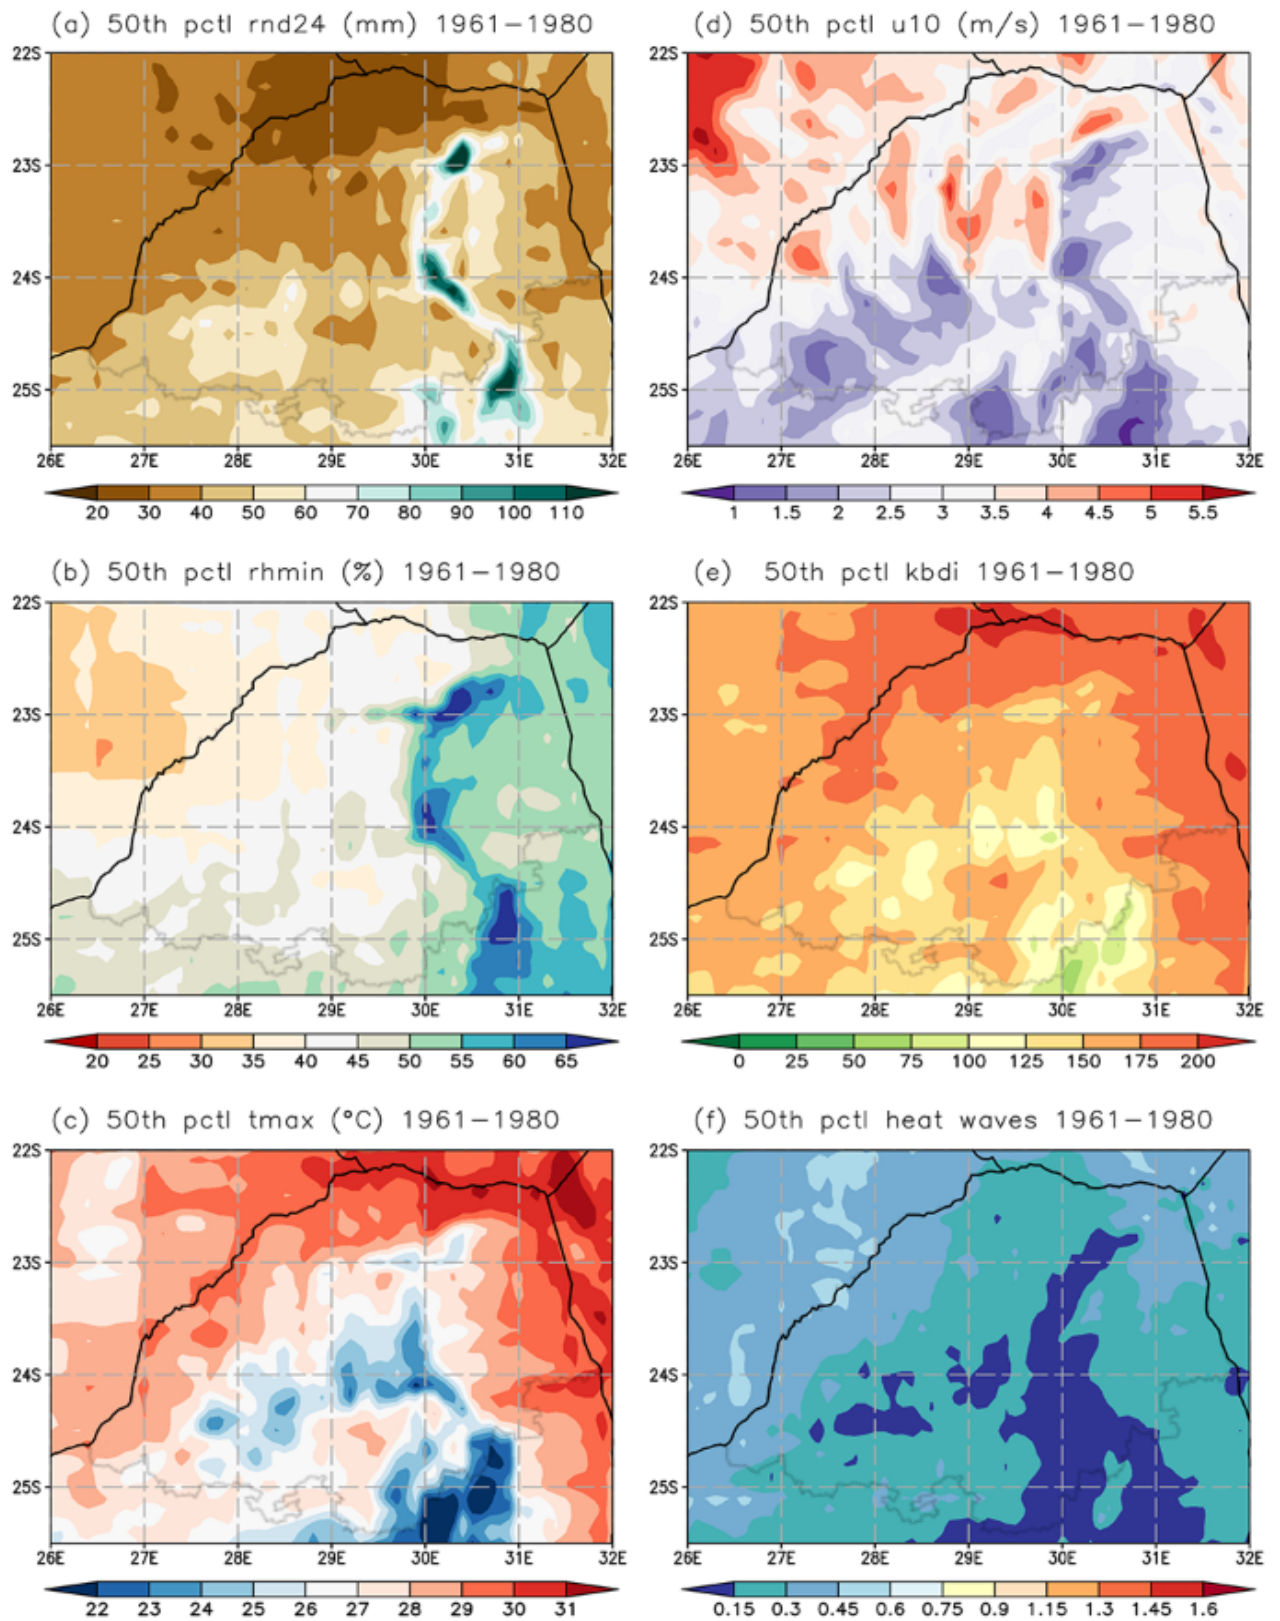 (a) 50th pctl rnd24 (mm) 1961−1980
(d) 50th pctl u10 (m/s) 1961−1980
22S
23S
24S
25S
26E 27E 28E 29E 30E 31E 32E
20 30 40 50 60 70 80 90 100 110
22S
23S
24S
25S
26E 27E 28E 29E 30E 31E 32E
1 1.5 2 2.5 3 3.5 4 4.5 5 5.5
(b) 50th pctl rhmin (%) 1961−1980
(e) 50th pctl kbdi 1961−1980
22S
23S
24S
25S
26E 27E 28E 29E 30E 31E 32E
20 25 30 35 40 45 50 55 60 65
22S
23S
24S
25S
26E 27E 28E 29E 30E 31E 32E
0 25 50 75 100 125 150 175 200
(c) 50th pctl tmax (°C) 1961−1980
(f) 50th pctl heat waves 1961−1980
22S
23S
24S
25S
26E 27E 28E 29E 30E 31E 32E
22 23 24 25 26 27 28 29 30 31
22S
23S
24S
25S
26E 27E 28E 29E 30E 31E 32E
0.15 0.3 0.45 0.6 0.75 0.9 1.15 1.3 1.45 1.6